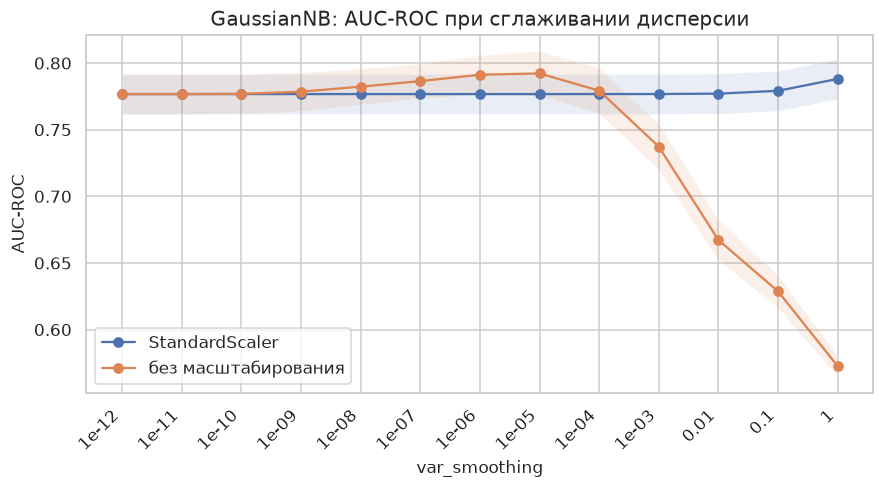 GaussianNB: AUC-ROC при сглаживании дисперсии
AUC-ROC
0.80
0.75
0.70
0.65
0.60
StandardScaler
без масштабирования
1e-12
1e-11
1e-10
1e-09
1e-08
1e-07
1e-06
1e-05
1e-04
1e-03
0.01
0.1
1
var_smoothing